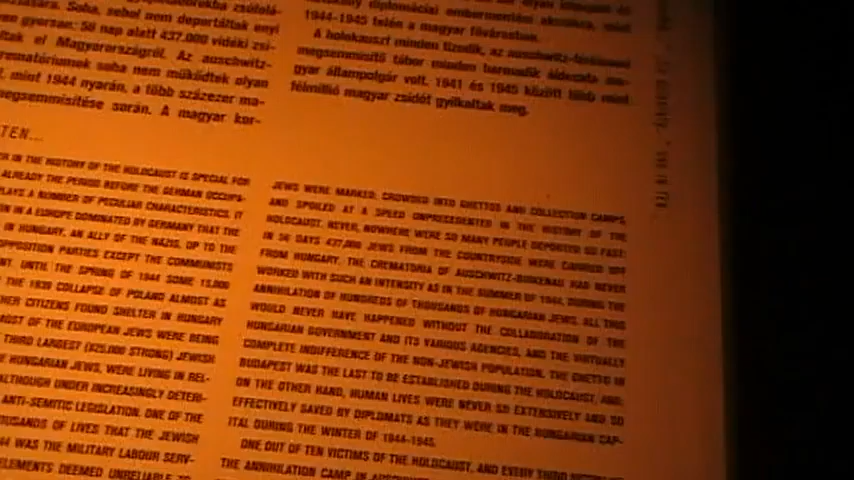 gyorsan: 56 nap alatt 437.000 vidéki zsi-
tak el Magyarországról. Az auschwitz-
soha nem működtek olyan
mint 1944 nyarán, a több százezer ma-
megsemmisítése során. A magyar kor-
1944-1945 telén a magyar fővárosban.
A holokauszt minden tizedik, az auschwitz-birkenaui
megsemmisítő tábor minden harmadik áldozata ma-
gyar állampolgár volt. 1941 és 1945 között több mint
félmillió magyar zsidót gyilkoltak meg.
TEN...
IN THE HISTORY OF THE HOLOCAUST IS SPECIAL FOR
ALREADY THE PERIOD BEFORE THE GERMAN OCCUPA-
PLAYS A NUMBER OF PECULIAR CHARACTERISTICS. IT
IN A EUROPE DOMINATED BY GERMANY THAT THE
IN HUNGARY, AN ALLY OF THE NAZIS, UP TO THE
OPPOSITION PARTIES EXCEPT THE COMMUNISTS
UNTIL THE SPRING OF 1944 SOME 15,000
THE 1939 COLLAPSE OF POLAND ALMOST AS
HER CITIZENS FOUND SHELTER IN HUNGARY
MOST OF THE EUROPEAN JEWS WERE BEING
THIRD LARGEST (825,000 STRONG) JEWISH
HUNGARIAN JEWS, WERE LIVING IN REL-
ALTHOUGH UNDER INCREASINGLY DETERI-
ANTI-SEMITIC LEGISLATION. ONE OF THE
OUSANDS OF LIVES THAT THE JEWISH
44 WAS THE MILITARY LABOUR SERV-
ELEMENTS DEEMED UNRELIABLE TO
JEWS WERE MARKED; CROWDED INTO GHETTOS AND COLLECTION CAMPS,
AND SPOILED AT A SPEED UNPRECEDENTED IN THE HISTORY OF THE
HOLOCAUST. NEVER, NOWHERE WERE SO MANY PEOPLE DEPORTED SO FAST:
IN 56 DAYS 437,000 JEWS FROM THE COUNTRYSIDE WERE CARRIED OFF
FROM HUNGARY. THE CREMATORIA OF AUSCHWITZ-BIRKENAU HAD NEVER
WORKED WITH SUCH AN INTENSITY AS IN THE SUMMER OF 1944, DURING THE
ANNIHILATION OF HUNDREDS OF THOUSANDS OF HUNGARIAN JEWS. ALL THIS
WOULD NEVER HAVE HAPPENED WITHOUT THE COLLABORATION OF THE
HUNGARIAN GOVERNMENT AND ITS VARIOUS AGENCIES, AND THE VIRTUALLY
COMPLETE INDIFFERENCE OF THE NON-JEWISH POPULATION. THE GHETTO IN
BUDAPEST WAS THE LAST TO BE ESTABLISHED DURING THE HOLOCAUST, AND,
ON THE OTHER HAND, HUMAN LIVES WERE NEVER SO EXTENSIVELY AND SO
EFFECTIVELY SAVED BY DIPLOMATS AS THEY WERE IN THE HUNGARIAN CAP-
ITAL DURING THE WINTER OF 1944-1945.
ONE OUT OF TEN VICTIMS OF THE HOLOCAUST, AND EVERY THIRD
THE ANNIHILATION CAMP IN